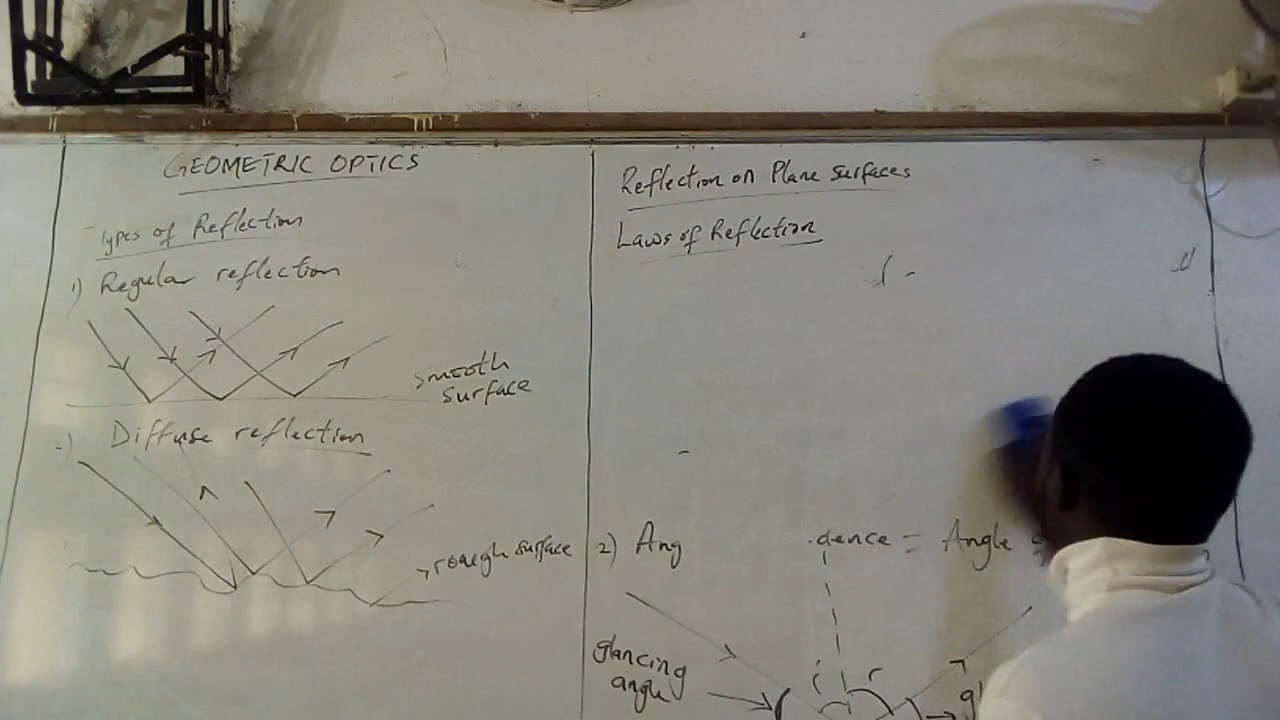 GEOMETRIC OPTICS
Types of Reflection
1) Regular reflection
smooth
surface
2) Diffuse reflection
rough surface
Reflection on Plane Surfaces
Laws of Reflection
2) Ang dence = Angle
glancing
angle
i r
gl